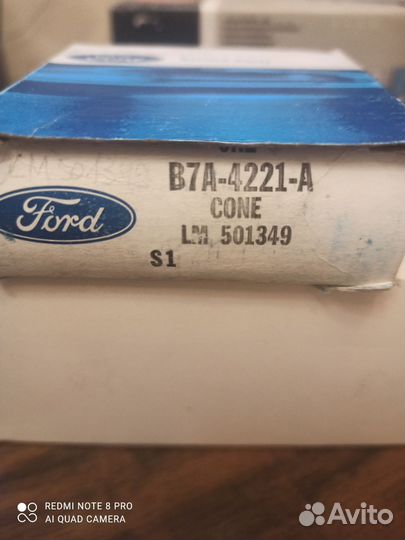 B7A-4221-A
CONE
Ford
LM 501349
S1
REDMI NOTE 8 PRO
AI QUAD CAMERA
Avito